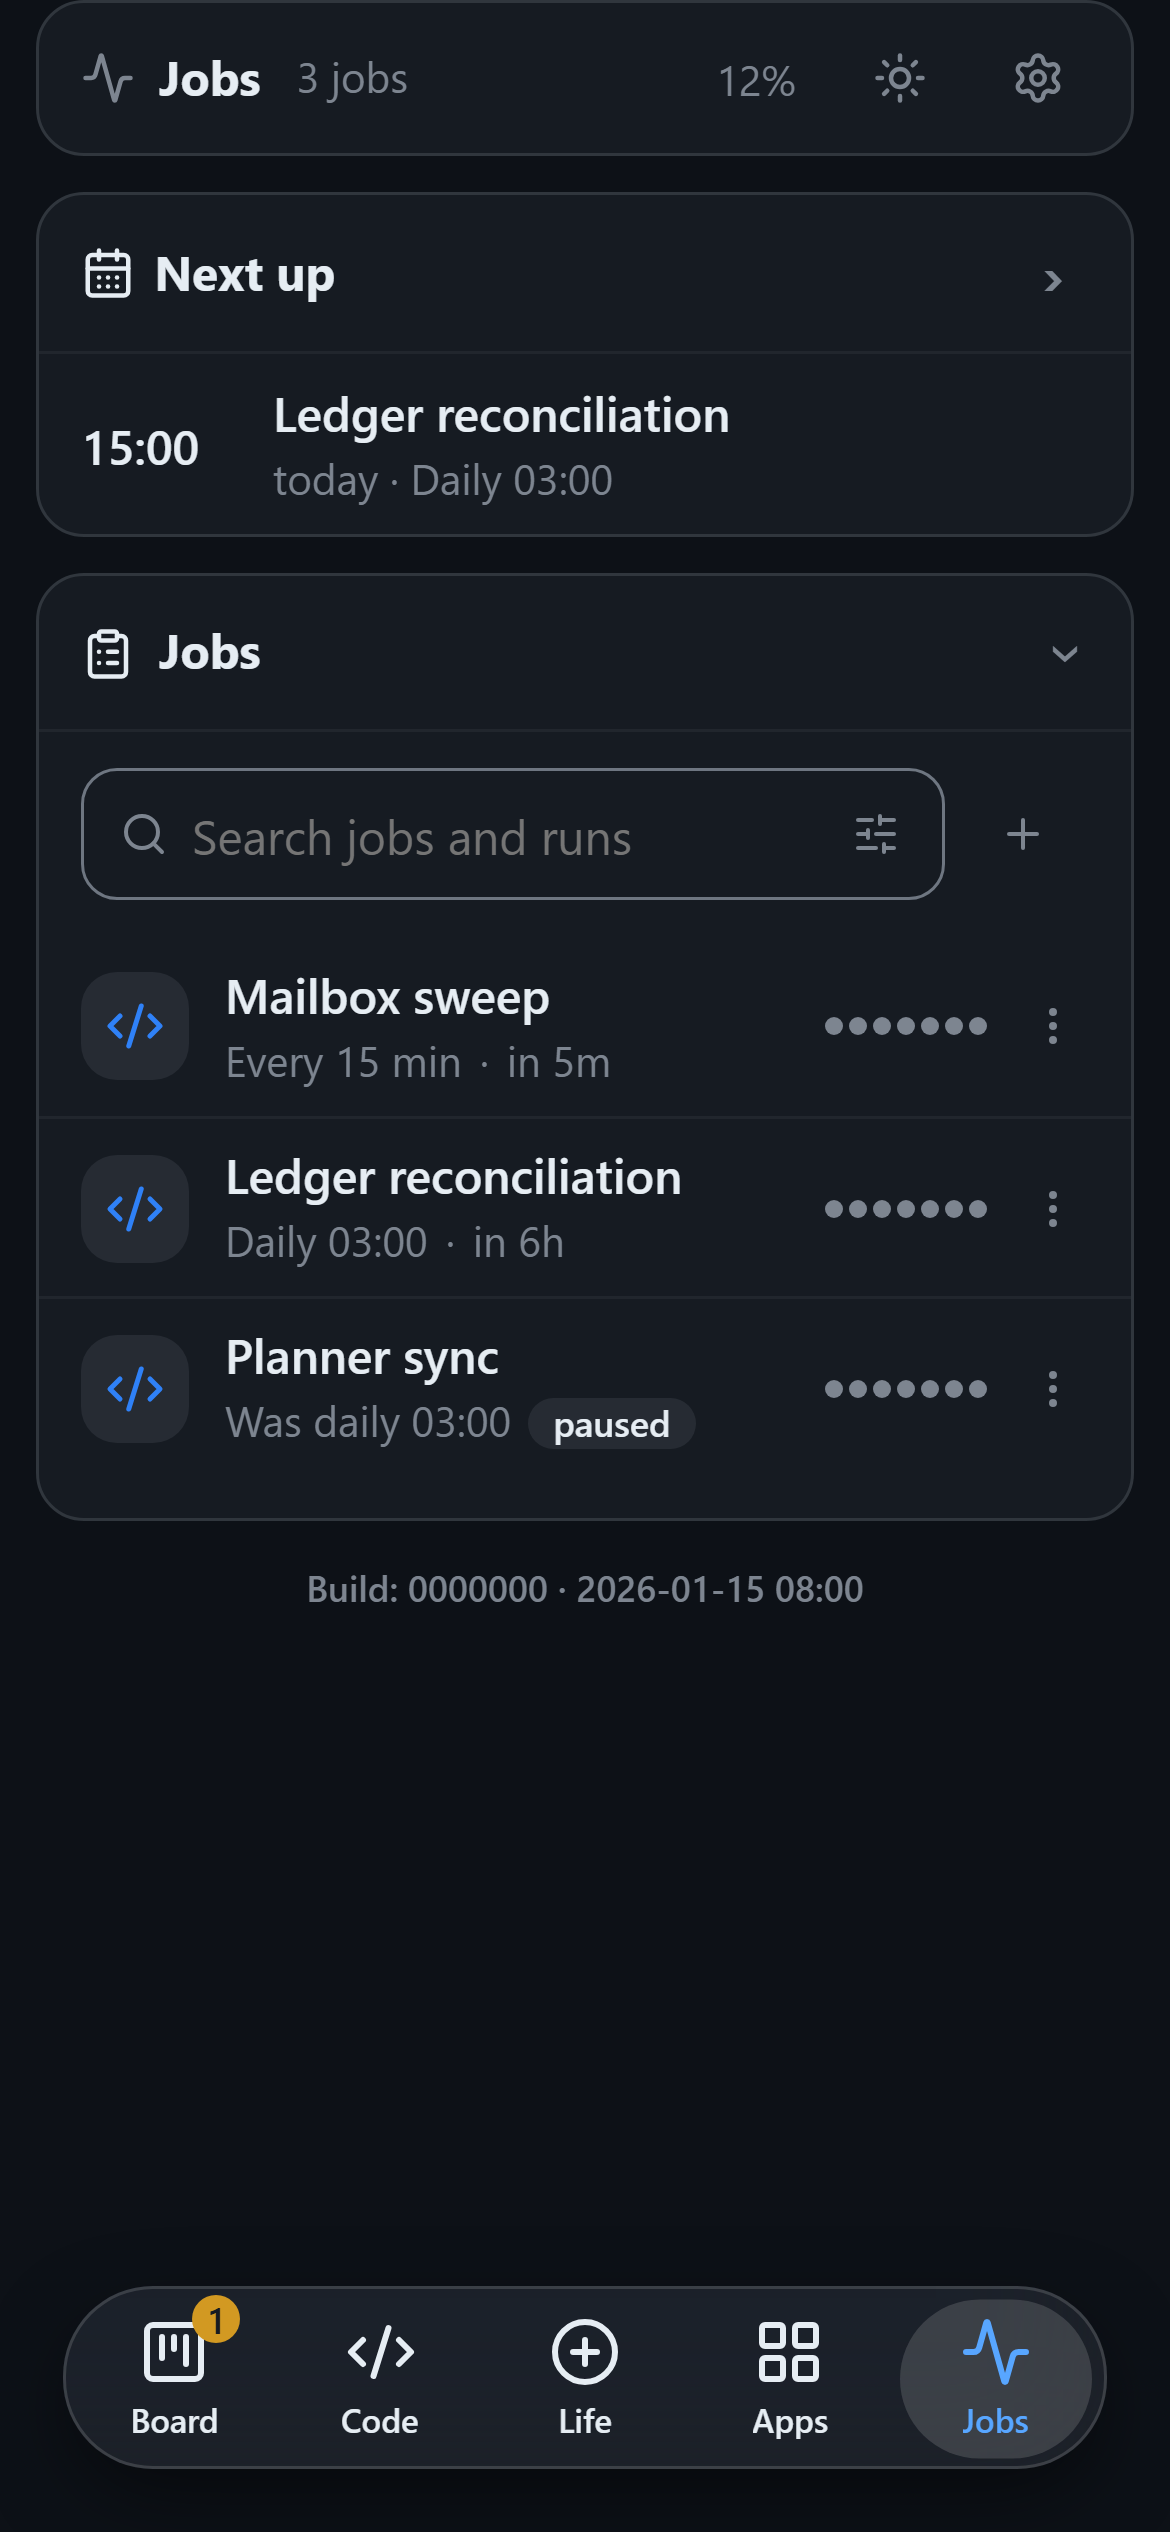 Jobs 3 jobs 12%
Next up
15:00
Ledger reconciliation
today · Daily 03:00
Jobs
Search jobs and runs
Mailbox sweep
Every 15 min · in 5m
Ledger reconciliation
Daily 03:00 · in 6h
Planner sync
Was daily 03:00 paused
Build: 0000000 · 2026-01-15 08:00
1
Board Code Life Apps Jobs